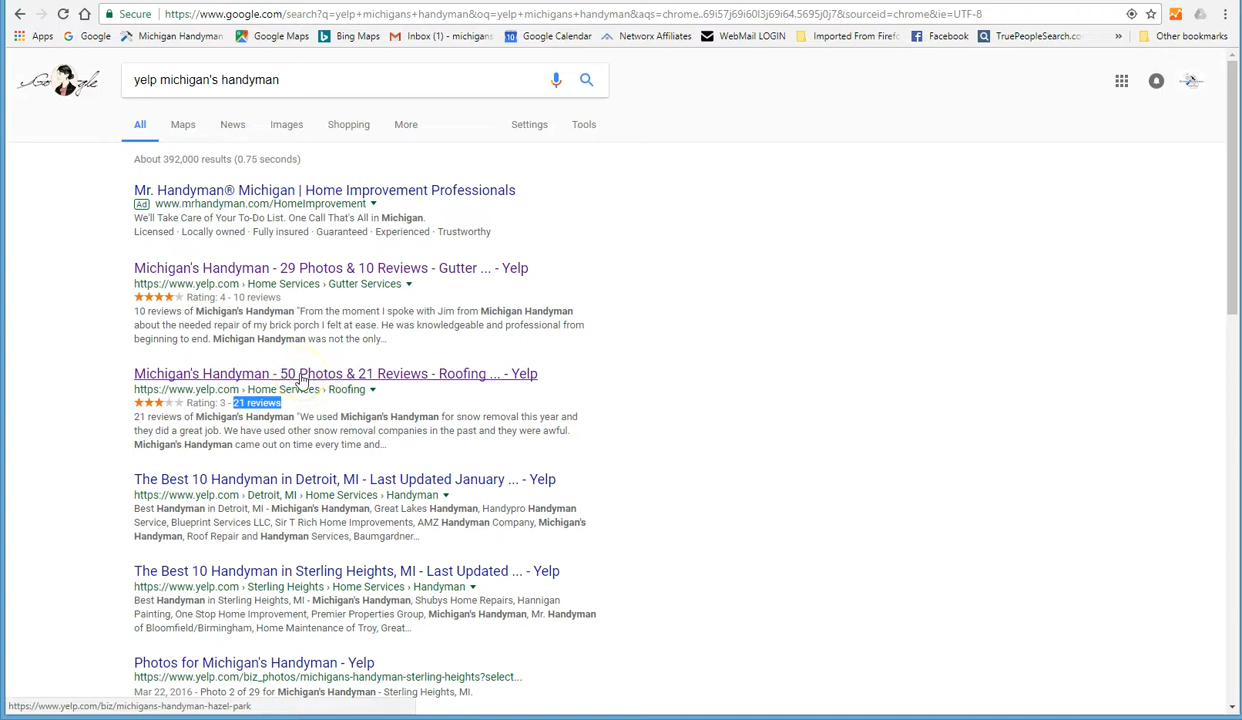 Secure https://www.google.com/search?q=yelp+michigans+handyman&oq=yelp+michigans+handyman&aqs=chrome..69i57j69i60l3j69i64.5695j0j7&sourceid=chrome&ie=UTF-8
Apps Google Michigan Handyman Google Maps Bing Maps Inbox (1) - michigans Google Calendar Networx Affiliates WebMail LOGIN Imported From Firef Facebook TruePeopleSearch.co » Other bookmarks
yelp michigan's handyman
All Maps News Images Shopping More Settings Tools
About 392,000 results (0.75 seconds)
Mr. Handyman® Michigan | Home Improvement Professionals
Ad www.mrhandyman.com/HomeImprovement
We'll Take Care of Your To-Do List. One Call That's All in Michigan.
Licensed · Locally owned · Fully insured · Guaranteed · Experienced · Trustworthy
Michigan's Handyman - 29 Photos & 10 Reviews - Gutter ... - Yelp
https://www.yelp.com › Home Services › Gutter Services
Rating: 4 - 10 reviews
10 reviews of Michigan's Handyman "From the moment I spoke with Jim from Michigan Handyman
about the needed repair of my brick porch I felt at ease. He was knowledgeable and professional from
beginning to end. Michigan Handyman was not the only...
Michigan's Handyman - 50 Photos & 21 Reviews - Roofing ... - Yelp
https://www.yelp.com › Home Services › Roofing
Rating: 3 - 21 reviews
21 reviews of Michigan's Handyman "We used Michigan's Handyman for snow removal this year and
they did a great job. We have used other snow removal companies in the past and they were awful.
Michigan's Handyman came out on time every time and...
The Best 10 Handyman in Detroit, MI - Last Updated January ... - Yelp
https://www.yelp.com › Detroit, MI › Home Services › Handyman
Best Handyman in Detroit, MI - Michigan's Handyman, Great Lakes Handyman, Handypro Handyman
Service, Blueprint Services LLC, Sir T Rich Home Improvements, AMZ Handyman Company, Michigan's
Handyman, Roof Repair and Handyman Services, Baumgardner...
The Best 10 Handyman in Sterling Heights, MI - Last Updated ... - Yelp
https://www.yelp.com › Sterling Heights › Home Services › Handyman
Best Handyman in Sterling Heights, MI - Michigan's Handyman, Shubys Home Repairs, Hannigan
Painting, One Stop Home Improvement, Premier Properties Group, Michigan's Handyman, Mr. Handyman
of Bloomfield/Birmingham, Home Maintenance of Troy, Great...
Photos for Michigan's Handyman - Yelp
https://www.yelp.com/biz_photos/michigans-handyman-sterling-heights?select...
Mar 22, 2016 - Photo 2 of 29 for Michigan's Handyman - Sterling Heights, MI.
https://www.yelp.com/biz/michigans-handyman-hazel-park